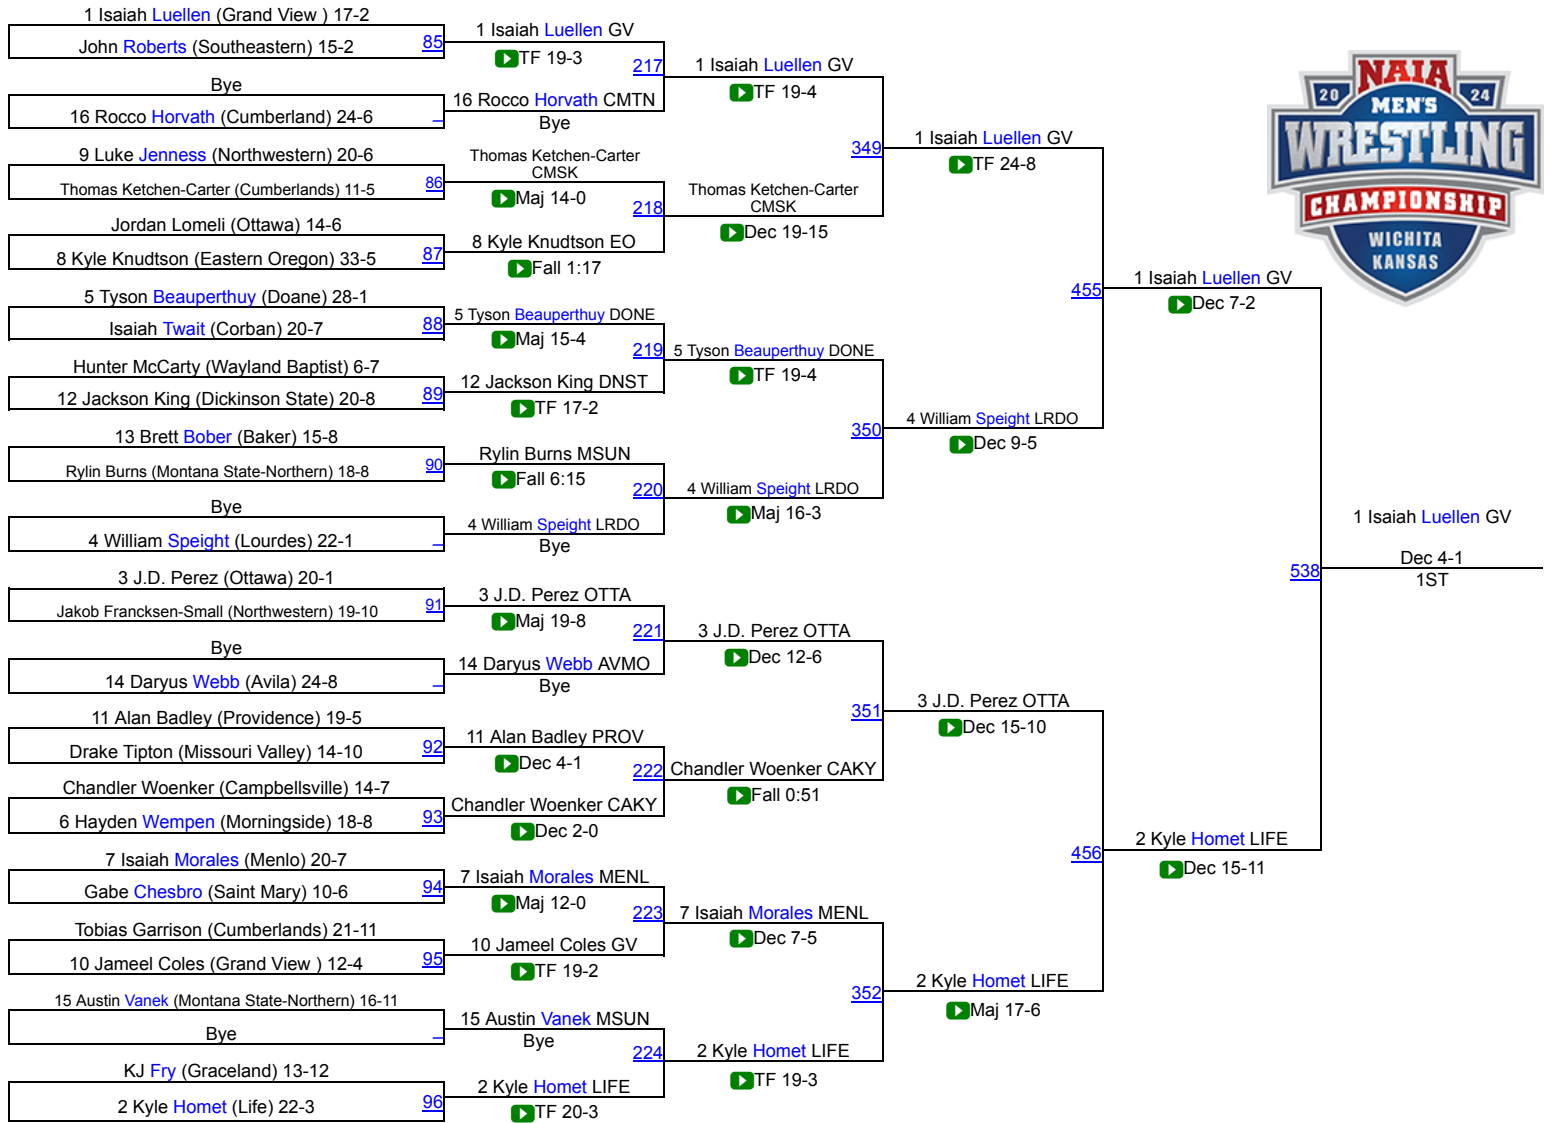 1 Isaiah Luellen (Grand View ) 17-2
John Roberts (Southeastern) 15-2
85
Bye
16 Rocco Horvath (Cumberland) 24-6
9 Luke Jenness (Northwestern) 20-6
Thomas Ketchen-Carter (Cumberlands) 11-5
86
Jordan Lomeli (Ottawa) 14-6
8 Kyle Knudtson (Eastern Oregon) 33-5
87
5 Tyson Beauperthuy (Doane) 28-1
Isaiah Twait (Corban) 20-7
88
Hunter McCarty (Wayland Baptist) 6-7
12 Jackson King (Dickinson State) 20-8
89
13 Brett Bober (Baker) 15-8
Rylin Burns (Montana State-Northern) 18-8
90
Bye
4 William Speight (Lourdes) 22-1
3 J.D. Perez (Ottawa) 20-1
Jakob Francksen-Small (Northwestern) 19-10
91
Bye
14 Daryus Webb (Avila) 24-8
11 Alan Badley (Providence) 19-5
Drake Tipton (Missouri Valley) 14-10
92
Chandler Woenker (Campbellsville) 14-7
6 Hayden Wempen (Morningside) 18-8
93
7 Isaiah Morales (Menlo) 20-7
Gabe Chesbro (Saint Mary) 10-6
94
Tobias Garrison (Cumberlands) 21-11
10 Jameel Coles (Grand View ) 12-4
95
15 Austin Vanek (Montana State-Northern) 16-11
Bye
KJ Fry (Graceland) 13-12
2 Kyle Homet (Life) 22-3
96
1 Isaiah Luellen GV
TF 19-3
217
16 Rocco Horvath CMTN
Bye
Thomas Ketchen-Carter
CMSK
Maj 14-0
218
8 Kyle Knudtson EO
Fall 1:17
5 Tyson Beauperthuy DONE
Maj 15-4
219
12 Jackson King DNST
TF 17-2
Rylin Burns MSUN
Fall 6:15
220
4 William Speight LRDO
Bye
3 J.D. Perez OTTA
Maj 19-8
221
14 Daryus Webb AVMO
Bye
11 Alan Badley PROV
Dec 4-1
222
Chandler Woenker CAKY
Dec 2-0
7 Isaiah Morales MENL
Maj 12-0
223
10 Jameel Coles GV
TF 19-2
15 Austin Vanek MSUN
Bye
224
2 Kyle Homet LIFE
TF 20-3
1 Isaiah Luellen GV
TF 19-4
349
Thomas Ketchen-Carter
CMSK
Dec 19-15
5 Tyson Beauperthuy DONE
TF 19-4
350
4 William Speight LRDO
Maj 16-3
3 J.D. Perez OTTA
Dec 12-6
351
Chandler Woenker CAKY
Fall 0:51
7 Isaiah Morales MENL
Dec 7-5
352
2 Kyle Homet LIFE
TF 19-3
1 Isaiah Luellen GV
TF 24-8
455
4 William Speight LRDO
Dec 9-5
3 J.D. Perez OTTA
Dec 15-10
456
2 Kyle Homet LIFE
Maj 17-6
1 Isaiah Luellen GV
Dec 7-2
538
2 Kyle Homet LIFE
Dec 15-11
1 Isaiah Luellen GV
Dec 4-1
1ST
NAIA
20 24
MEN'S
WRESTLING
CHAMPIONSHIP
WICHITA
KANSAS